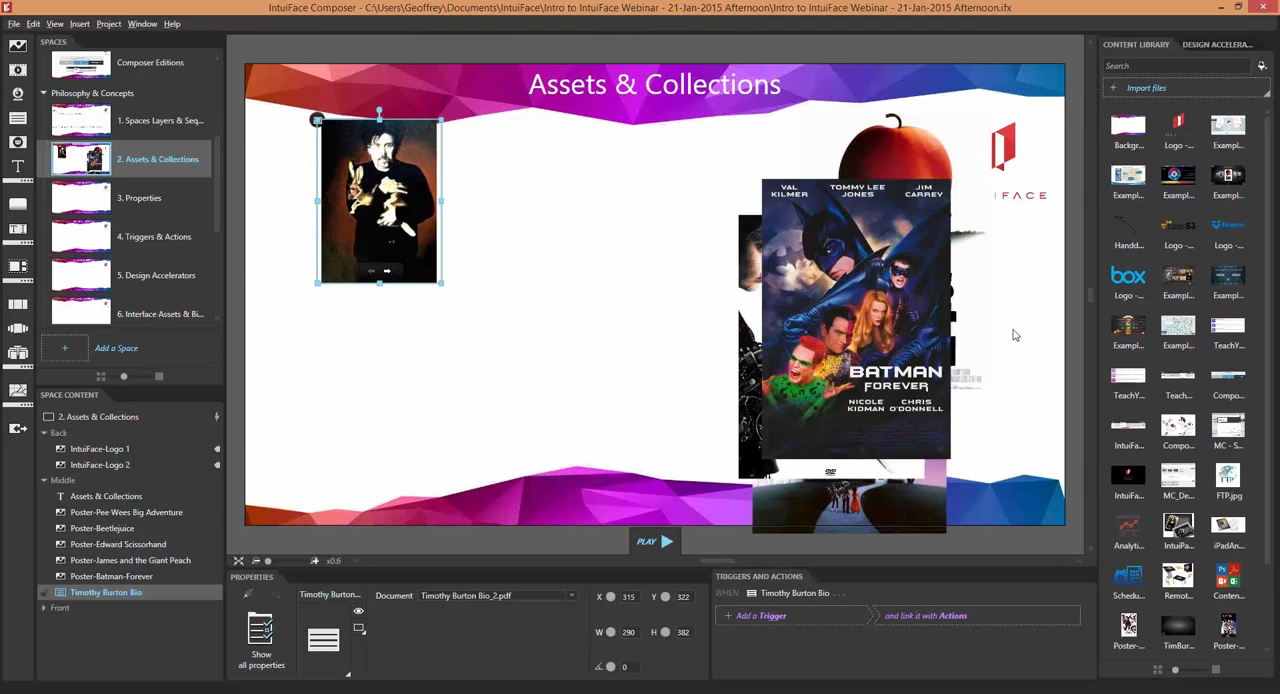 IntuiFace Composer - C:\Users\Geoffrey\Documents\IntuiFace\Intro to IntuiFace Webinar - 21-Jan-2015 Afternoon\Intro to IntuiFace Webinar - 21-Jan-2015 Afternoon.ifx
File Edit View Insert Project Window Help
SPACES
Composer Editions
Philosophy & Concepts
1. Spaces Layers & Seq...
2. Assets & Collections
3. Properties
4. Triggers & Actions
5. Design Accelerators
6. Interface Assets & Bi...
+ Add a Space
SPACE CONTENT
2. Assets & Collections
Back
IntuiFace-Logo 1
IntuiFace-Logo 2
Middle
T Assets & Collections
Poster-Pee Wees Big Adventure
Poster-Beetlejuice
Poster-Edward Scissorhand
Poster-James and the Giant Peach
Poster-Batman-Forever
Timothy Burton Bio
Front
Assets & Collections
IFACE
VAL KILMER
TOMMY LEE JONES
JIM CARREY
BATMAN
FOREVER
NICOLE KIDMAN
CHRIS O'DONNELL
DVD
PLAY
x0.6
PROPERTIES
Show all properties
Timothy Burton...
Document Timothy Burton Bio_2.pdf
X 315 Y 322
W 290 H 382
0
TRIGGERS AND ACTIONS
WHEN Timothy Burton Bio . . .
+ Add a Trigger and link it with Actions
CONTENT LIBRARY DESIGN ACCELERA...
Search
+ Import files
Backgr... Logo -... Exampl...
Exampl... Exampl... Exampl...
Handd... Logo -... Logo -...
box
Logo -... Exampl... Exampl...
Exampl... Exampl... TeachY...
TeachY... Teach... Compo...
IntuiFa... Compo... MC - S...
FTP
IntuiFa... MC_De... FTP.jpg
Analyti... IntuiPa... iPadAn...
Schedu... Remot... Conten...
Poster-... TimBur... Poster-...